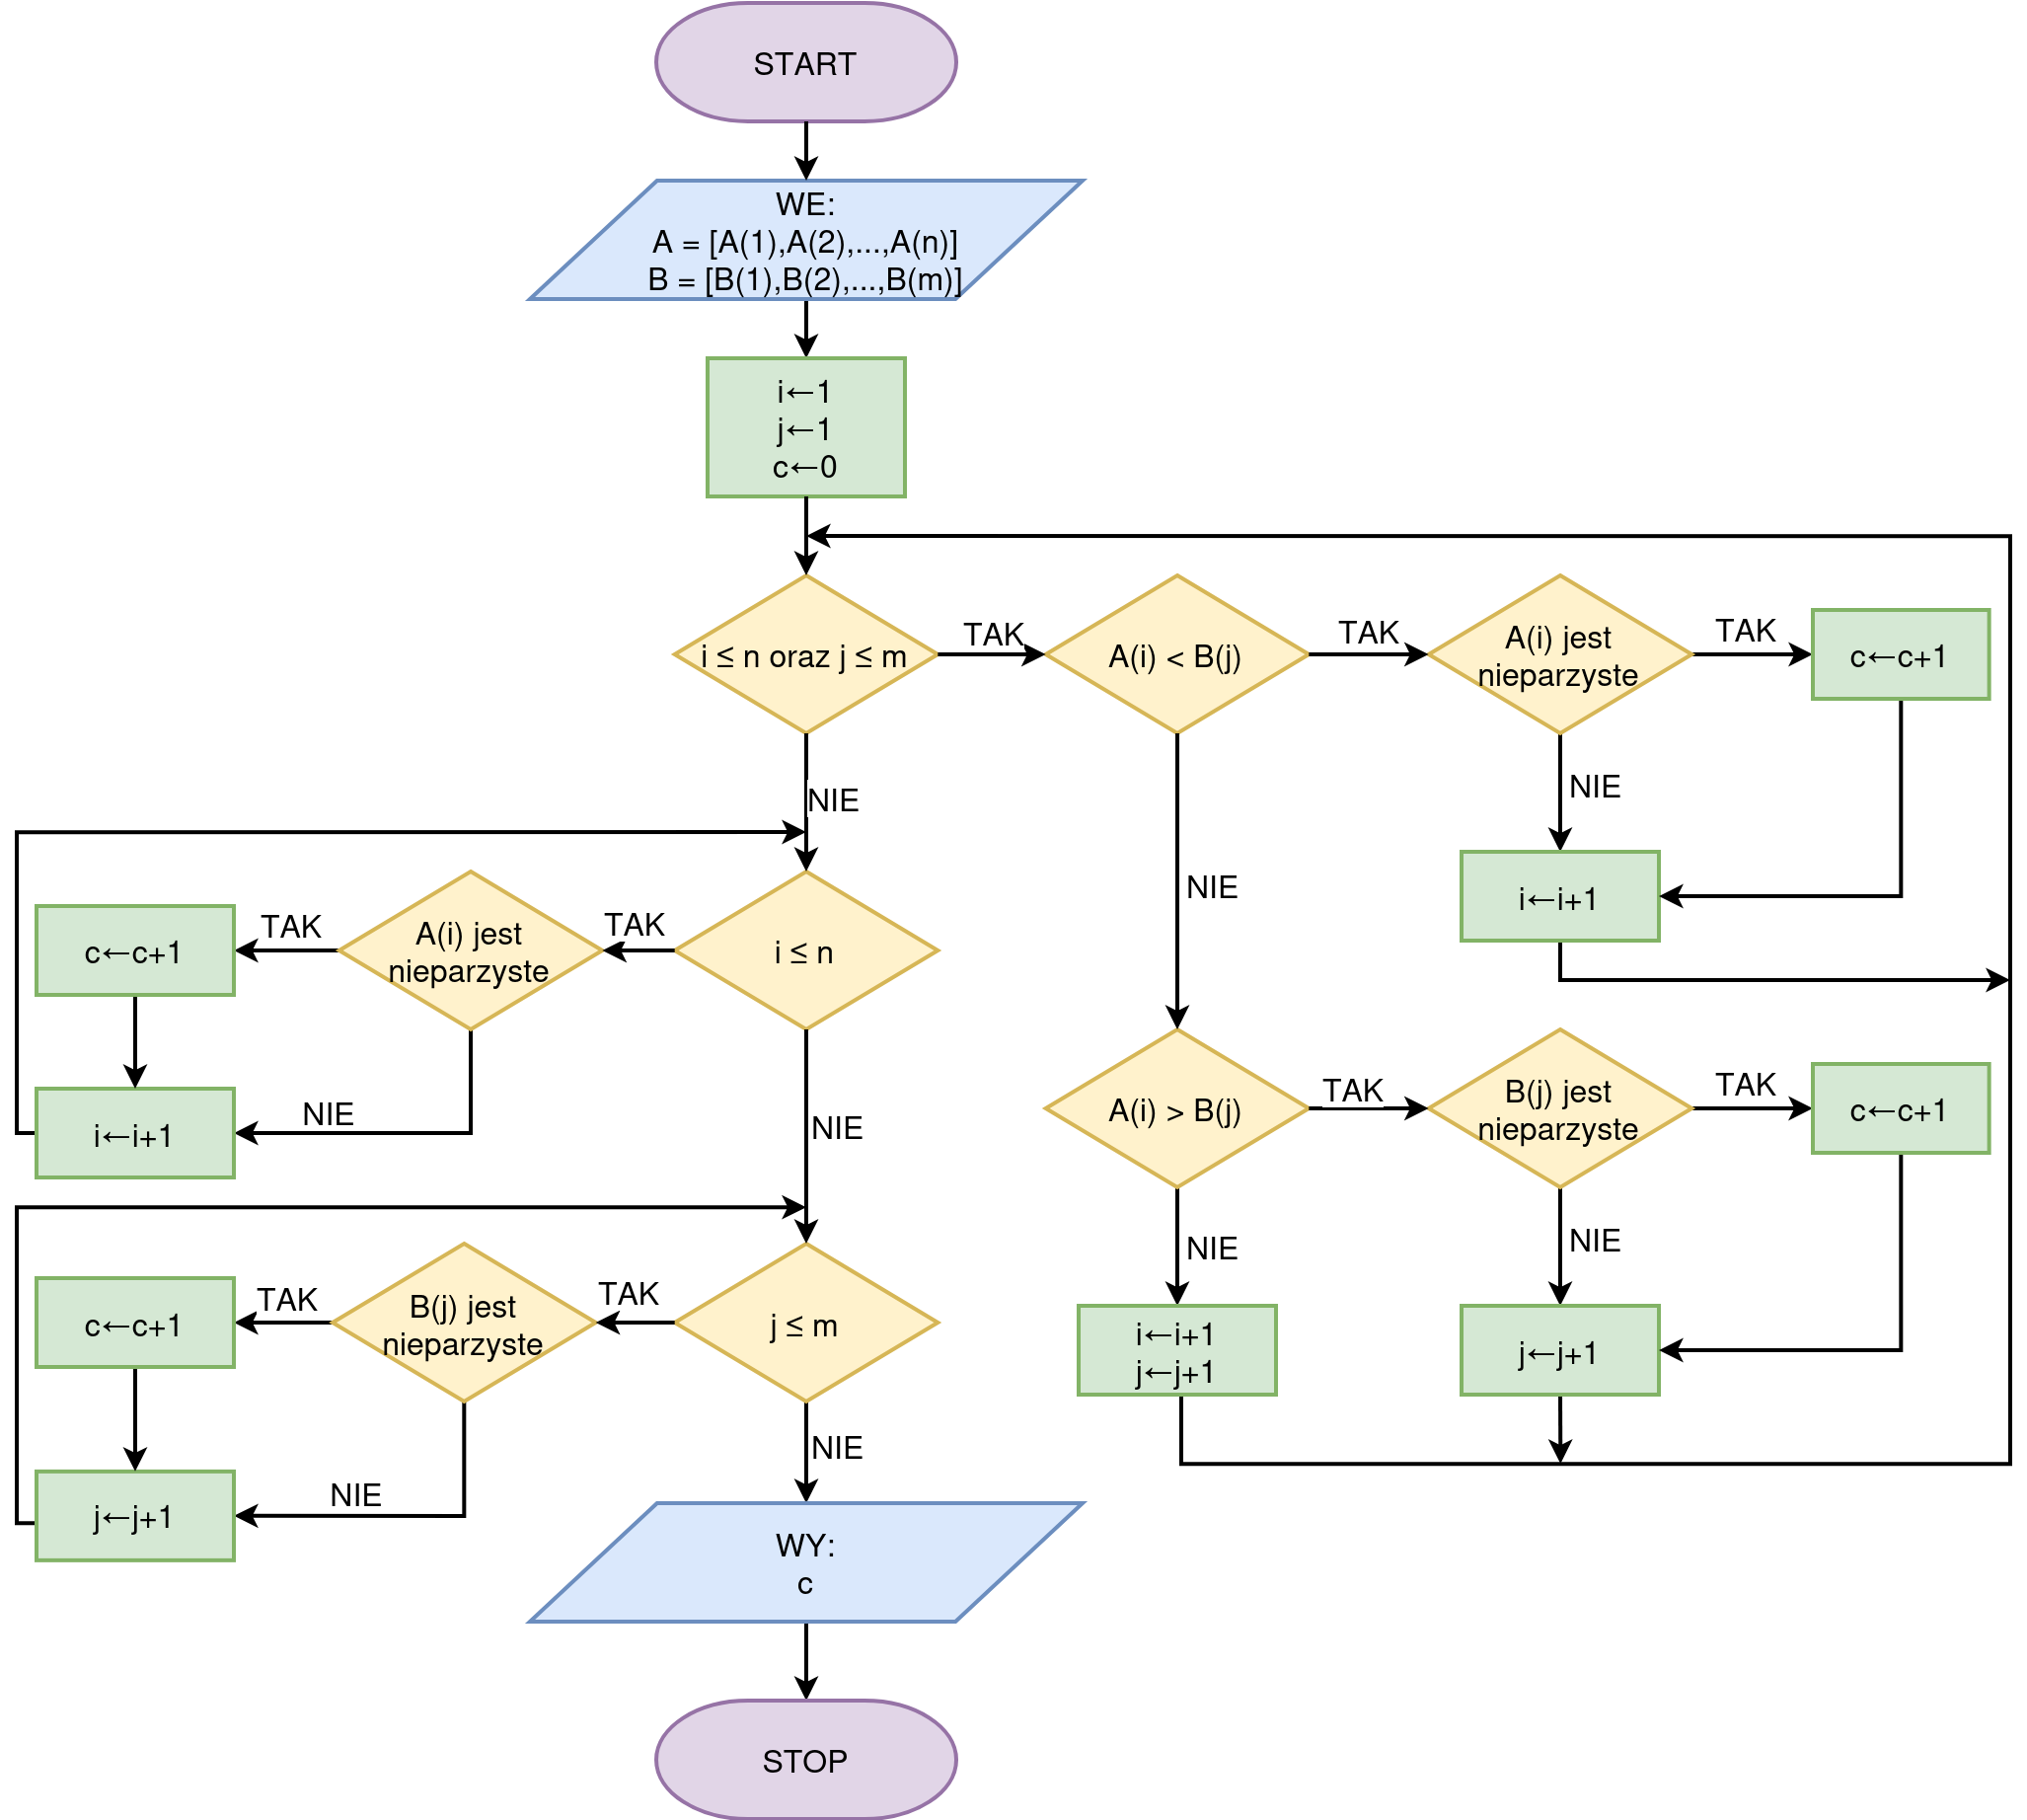 START
WE:
A = [A(1),A(2),...,A(n)]
B = [B(1),B(2),...,B(m)]
i←1
j←1
c←0
i ≤ n oraz j ≤ m
TAK
A(i) < B(j)
TAK
A(i) jest
nieparzyste
TAK
c←c+1
NIE
NIE
i←i+1
NIE
i ≤ n
TAK
A(i) jest
nieparzyste
TAK
c←c+1
NIE
i←i+1
NIE
A(i) > B(j)
TAK
B(j) jest
nieparzyste
TAK
c←c+1
NIE
i←i+1
j←j+1
NIE
j←j+1
j ≤ m
TAK
B(j) jest
nieparzyste
TAK
c←c+1
NIE
j←j+1
NIE
WY:
c
STOP